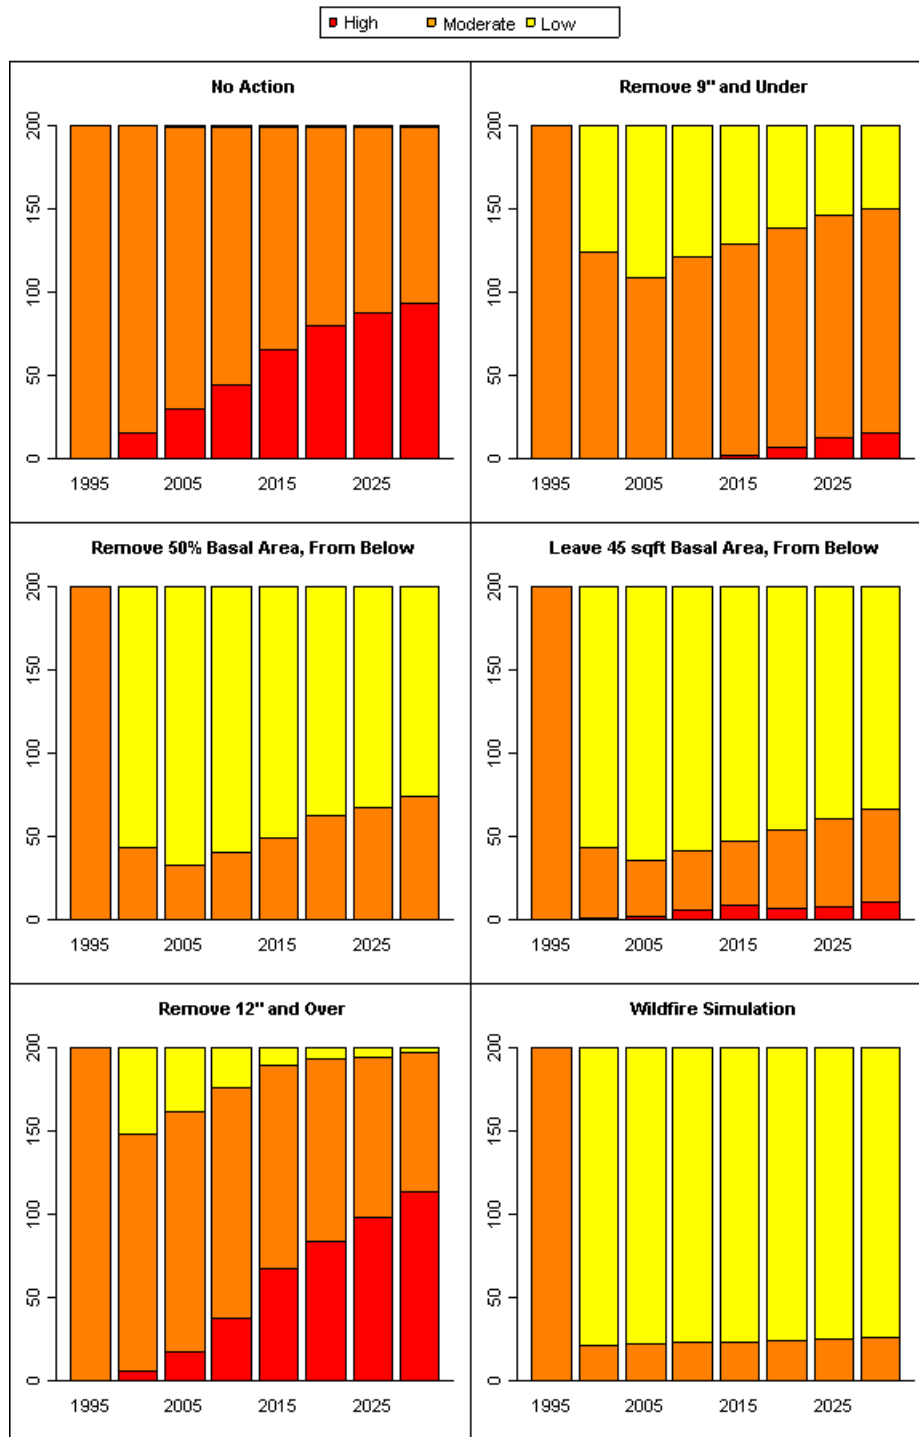 High Moderate Low
No Action
200
150
100
50
0
1995 2005 2015 2025
Remove 9" and Under
200
150
100
50
0
1995 2005 2015 2025
Remove 50% Basal Area, From Below
200
150
100
50
0
1995 2005 2015 2025
Leave 45 sqft Basal Area, From Below
200
150
100
50
0
1995 2005 2015 2025
Remove 12" and Over
200
150
100
50
0
1995 2005 2015 2025
Wildfire Simulation
200
150
100
50
0
1995 2005 2015 2025